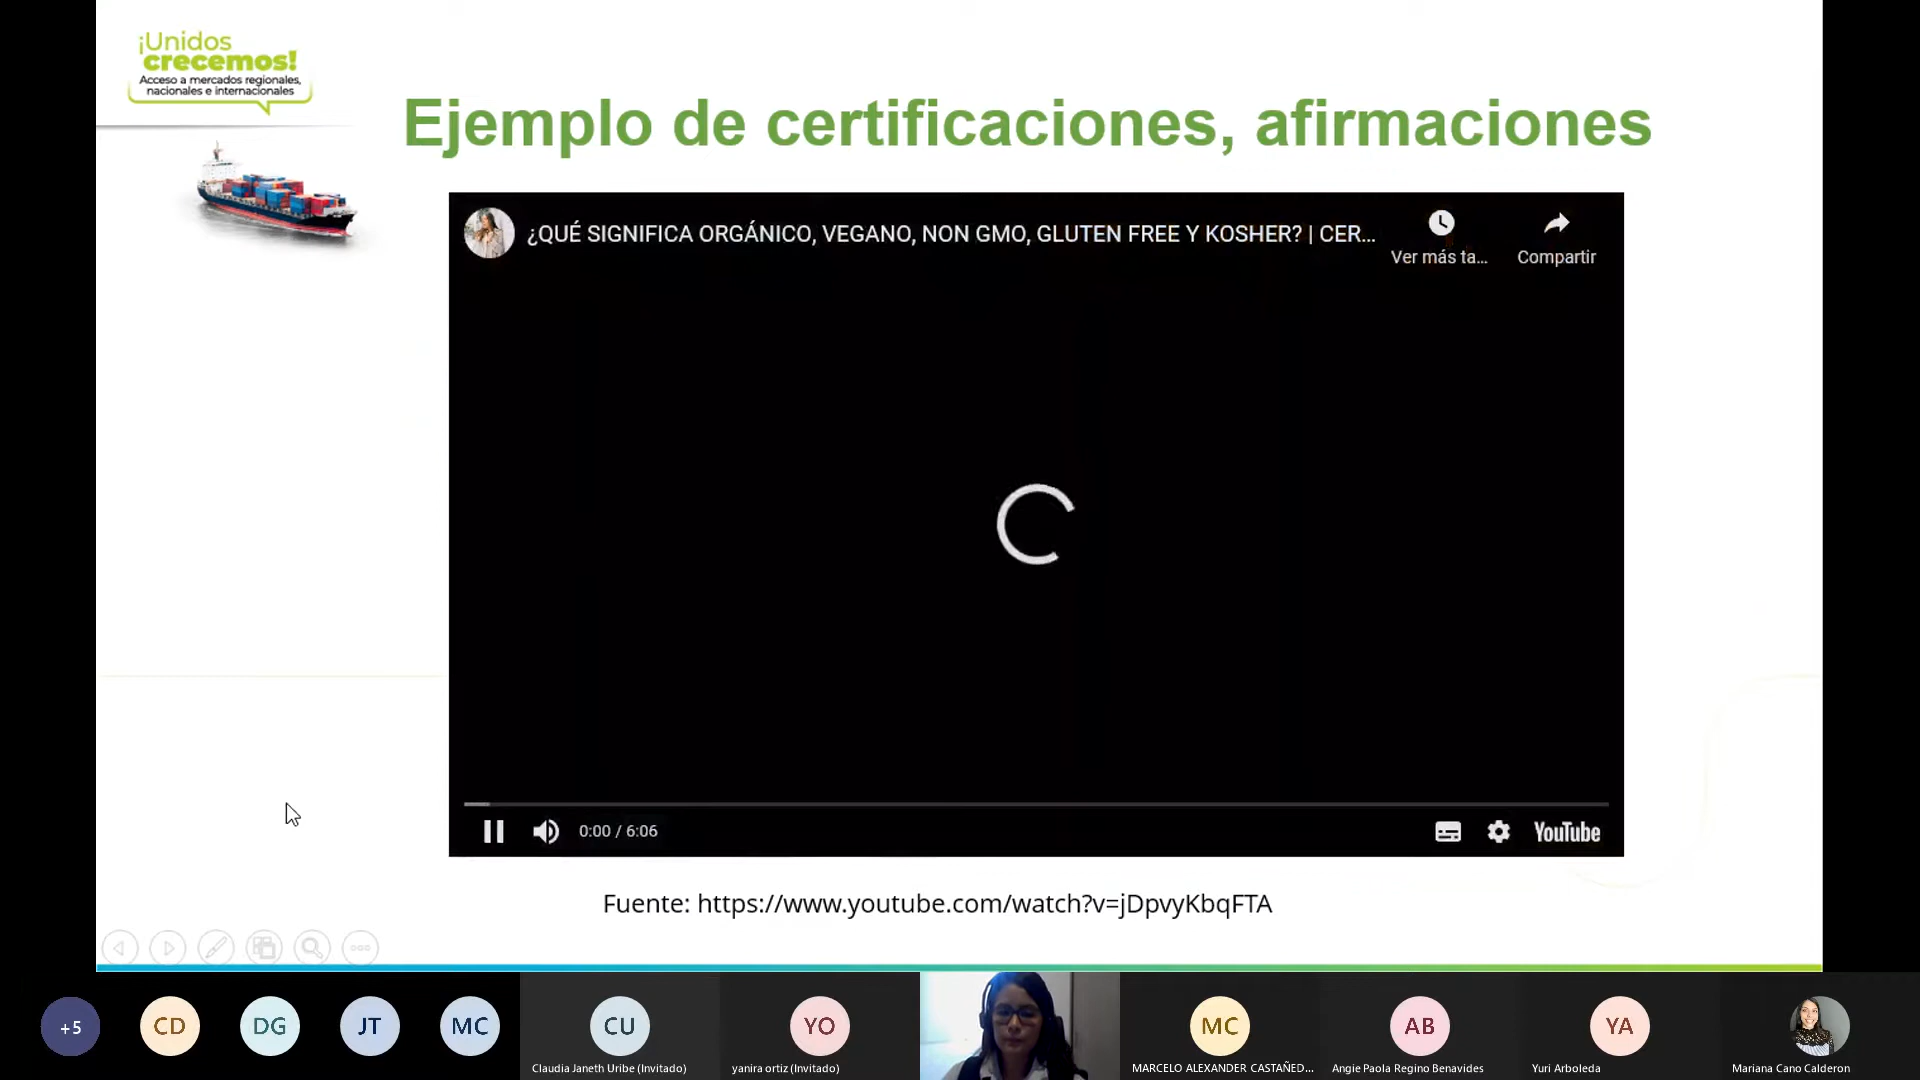 ¡Unidos
crecemos!
Acceso a mercados regionales,
nacionales e internacionales
Ejemplo de certificaciones, afirmaciones
¿QUÉ SIGNIFICA ORGÁNICO, VEGANO, NON GMO, GLUTEN FREE Y KOSHER? | CER...
Ver más ta...
Compartir
0:00 / 6:06
YouTube
Fuente: https://www.youtube.com/watch?v=jDpvyKbqFTA
+5
CD
DG
JT
MC
CU
YO
MC
AB
YA
Claudia Janeth Uribe (Invitado)
yanira ortiz (Invitado)
MARCELO ALEXANDER CASTAÑED...
Angie Paola Regino Benavides
Yuri Arboleda
Mariana Cano Calderon